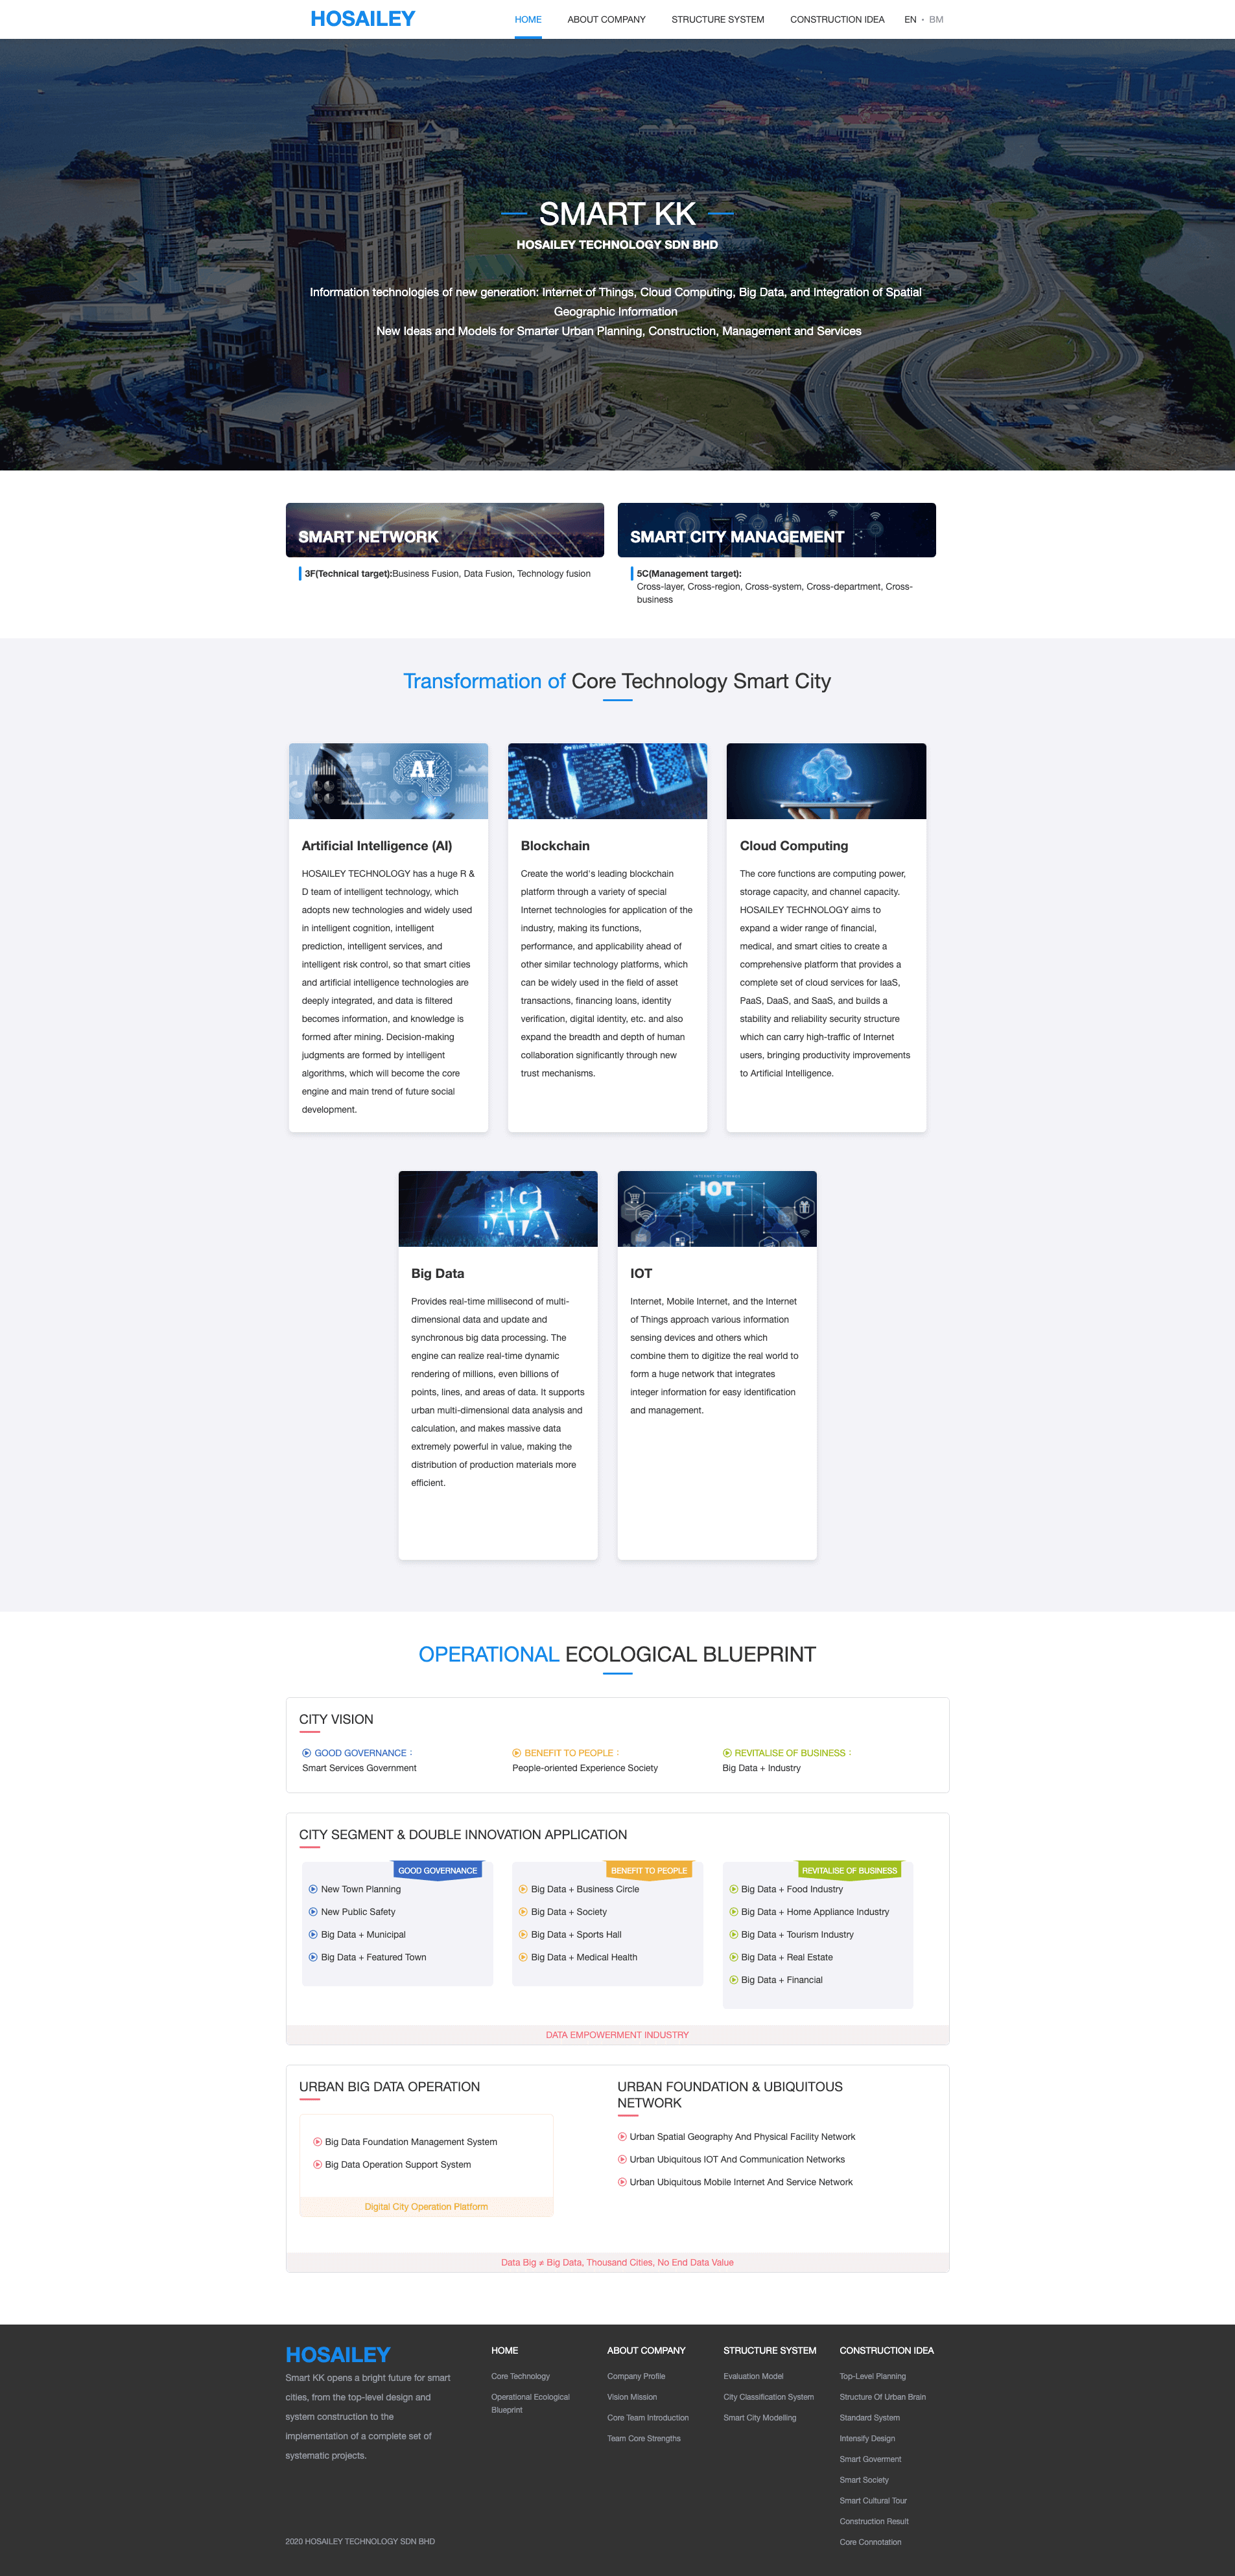 HOSAILEY
HOME
ABOUT COMPANY
STRUCTURE SYSTEM
CONSTRUCTION IDEA
EN • BM
SMART KK
HOSAILEY TECHNOLOGY SDN BHD
Information technologies of new generation: Internet of Things, Cloud Computing, Big Data, and Integration of Spatial
Geographic Information
New Ideas and Models for Smarter Urban Planning, Construction, Management and Services
SMART NETWORK
3F(Technical target):Business Fusion, Data Fusion, Technology fusion
SMART CITY MANAGEMENT
5C(Management target):
Cross-layer, Cross-region, Cross-system, Cross-department, Cross-
business
Transformation of Core Technology Smart City
AI
Artificial Intelligence (AI)
HOSAILEY TECHNOLOGY has a huge R &
D team of intelligent technology, which
adopts new technologies and widely used
in intelligent cognition, intelligent
prediction, intelligent services, and
intelligent risk control, so that smart cities
and artificial intelligence technologies are
deeply integrated, and data is filtered
becomes information, and knowledge is
formed after mining. Decision-making
judgments are formed by intelligent
algorithms, which will become the core
engine and main trend of future social
development.
Blockchain
Create the world's leading blockchain
platform through a variety of special
Internet technologies for application of the
industry, making its functions,
performance, and applicability ahead of
other similar technology platforms, which
can be widely used in the field of asset
transactions, financing loans, identity
verification, digital identity, etc. and also
expand the breadth and depth of human
collaboration significantly through new
trust mechanisms.
Cloud Computing
The core functions are computing power,
storage capacity, and channel capacity.
HOSAILEY TECHNOLOGY aims to
expand a wider range of financial,
medical, and smart cities to create a
comprehensive platform that provides a
complete set of cloud services for IaaS,
PaaS, DaaS, and SaaS, and builds a
stability and reliability security structure
which can carry high-traffic of Internet
users, bringing productivity improvements
to Artificial Intelligence.
BIG
DATA
Big Data
Provides real-time millisecond of multi-
dimensional data and update and
synchronous big data processing. The
engine can realize real-time dynamic
rendering of millions, even billions of
points, lines, and areas of data. It supports
urban multi-dimensional data analysis and
calculation, and makes massive data
extremely powerful in value, making the
distribution of production materials more
efficient.
INTERNET OF THINGS
IOT
IOT
Internet, Mobile Internet, and the Internet
of Things approach various information
sensing devices and others which
combine them to digitize the real world to
form a huge network that integrates
integer information for easy identification
and management.
OPERATIONAL ECOLOGICAL BLUEPRINT
CITY VISION
GOOD GOVERNANCE：
Smart Services Government
BENEFIT TO PEOPLE：
People-oriented Experience Society
REVITALISE OF BUSINESS：
Big Data + Industry
CITY SEGMENT & DOUBLE INNOVATION APPLICATION
GOOD GOVERNANCE
New Town Planning
New Public Safety
Big Data + Municipal
Big Data + Featured Town
BENEFIT TO PEOPLE
Big Data + Business Circle
Big Data + Society
Big Data + Sports Hall
Big Data + Medical Health
REVITALISE OF BUSINESS
Big Data + Food Industry
Big Data + Home Appliance Industry
Big Data + Tourism Industry
Big Data + Real Estate
Big Data + Financial
DATA EMPOWERMENT INDUSTRY
URBAN BIG DATA OPERATION
Big Data Foundation Management System
Big Data Operation Support System
Digital City Operation Platform
URBAN FOUNDATION & UBIQUITOUS
NETWORK
Urban Spatial Geography And Physical Facility Network
Urban Ubiquitous IOT And Communication Networks
Urban Ubiquitous Mobile Internet And Service Network
Data Big ≠ Big Data, Thousand Cities, No End Data Value
HOSAILEY
Smart KK opens a bright future for smart
cities, from the top-level design and
system construction to the
implementation of a complete set of
systematic projects.
2020 HOSAILEY TECHNOLOGY SDN BHD
HOME
Core Technology
Operational Ecological
Blueprint
ABOUT COMPANY
Company Profile
Vision Mission
Core Team Introduction
Team Core Strengths
STRUCTURE SYSTEM
Evaluation Model
City Classification System
Smart City Modelling
CONSTRUCTION IDEA
Top-Level Planning
Structure Of Urban Brain
Standard System
Intensify Design
Smart Goverment
Smart Society
Smart Cultural Tour
Construction Result
Core Connotation